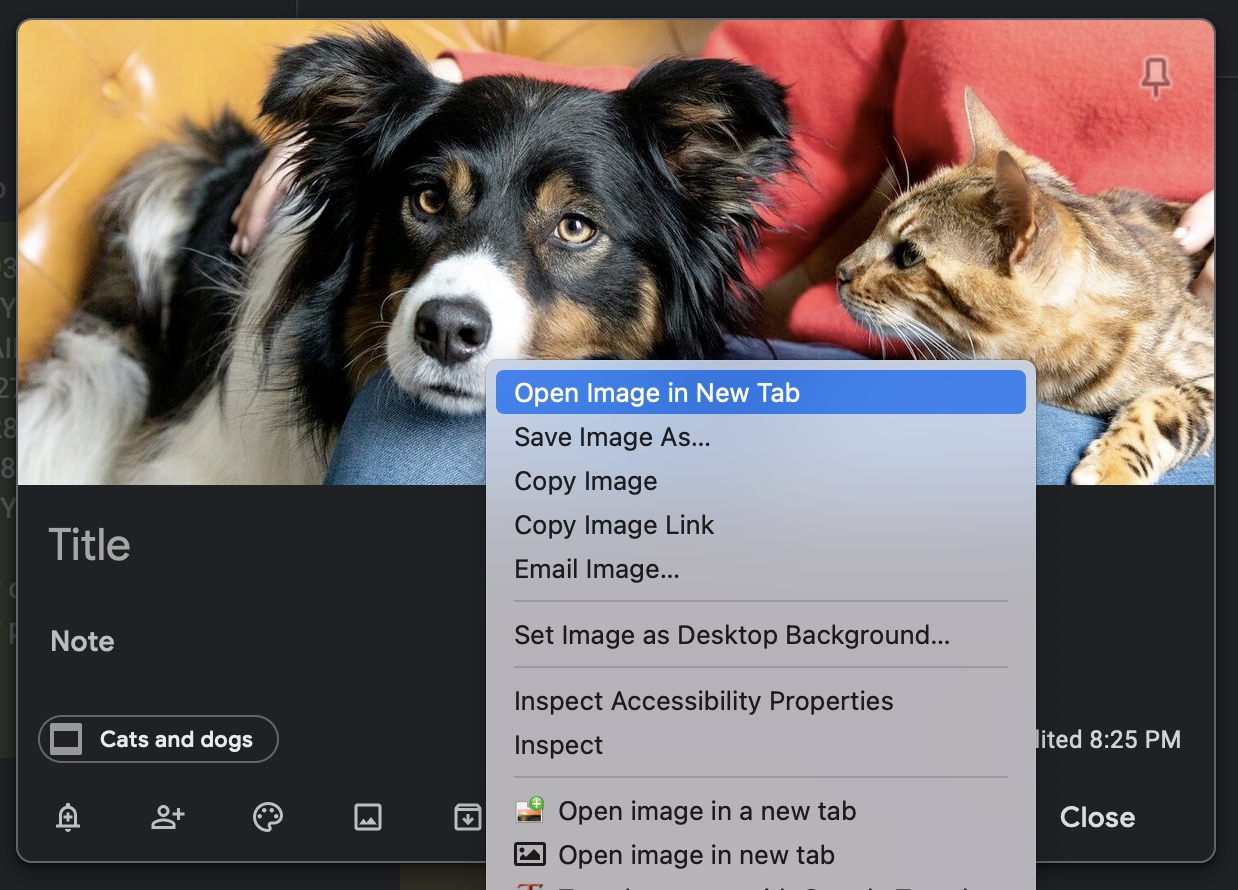 Open Image in New Tab
Save Image As...
Copy Image
Copy Image Link
Title
Email Image...
Set Image as Desktop Background...
Note
Inspect Accessibility Properties
Cats and dogs
Inspect
8:25 PM
Open image in a new tab
Close
Open image in new tab